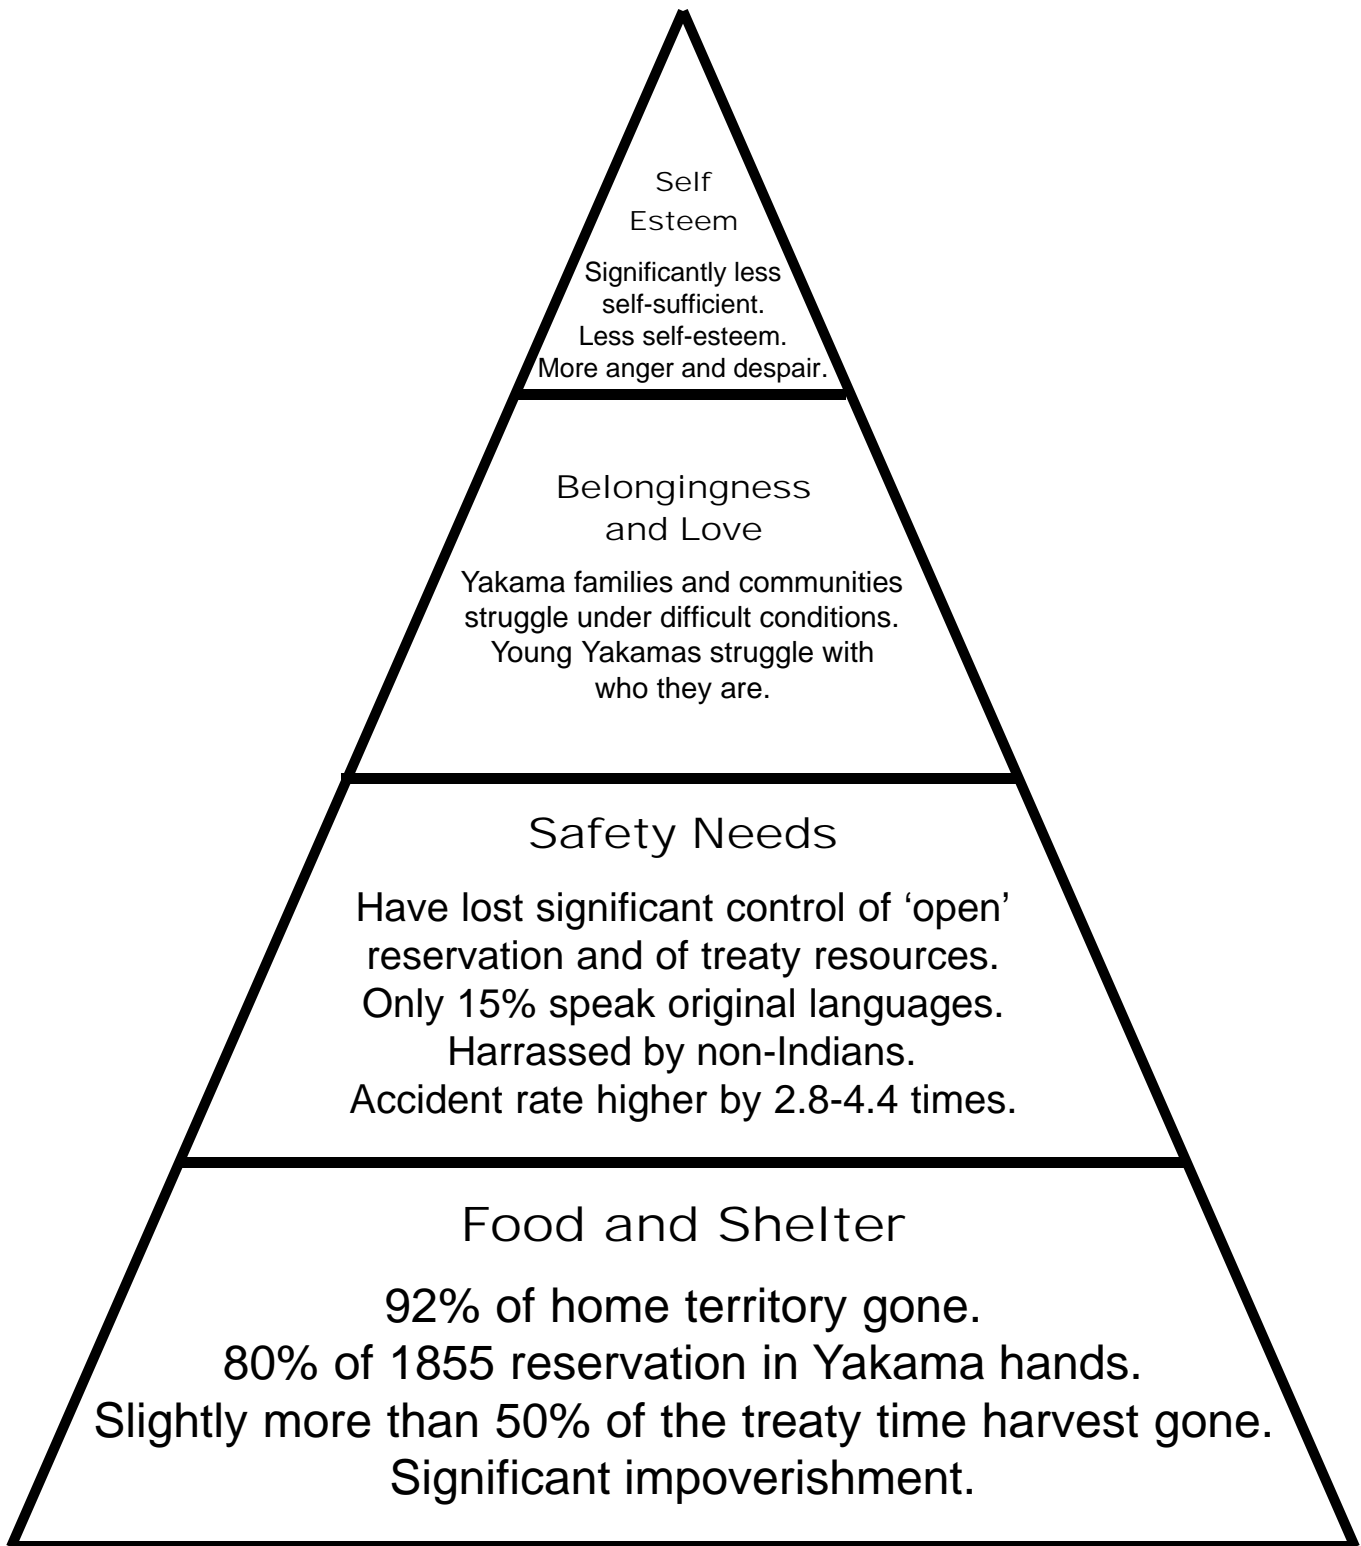 Self
Esteem
Significantly less
self-sufficient.
Less self-esteem.
More anger and despair.
Belongingness
and Love
Yakama families and communities
struggle under difficult conditions.
Young Yakamas struggle with
who they are.
Safety Needs
Have lost significant control of ‘open’
reservation and of treaty resources.
Only 15% speak original languages.
Harrassed by non-Indians.
Accident rate higher by 2.8-4.4 times.
Food and Shelter
92% of home territory gone.
80% of 1855 reservation in Yakama hands.
Slightly more than 50% of the treaty time harvest gone.
Significant impoverishment.